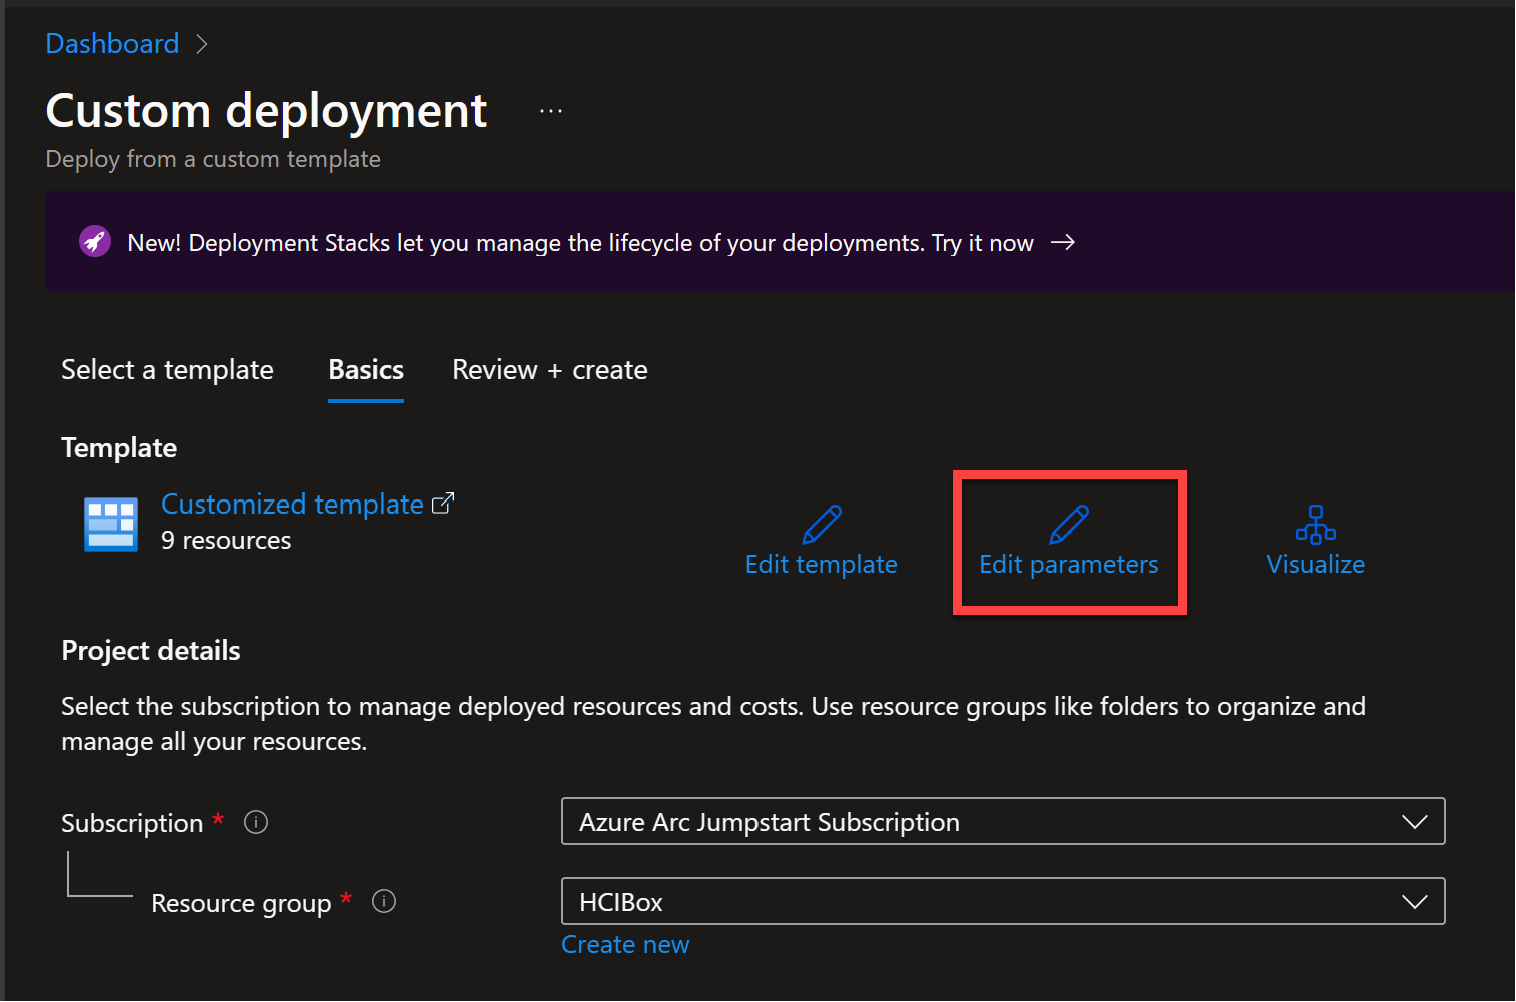 Dashboard
Custom deployment ...
Deploy from a custom template
New! Deployment Stacks let you manage the lifecycle of your deployments. Try it now →
Select a template Basics Review + create
Template
Customized template
9 resources
Edit template Edit parameters Visualize
Project details
Select the subscription to manage deployed resources and costs. Use resource groups like folders to organize and
manage all your resources.
Subscription * Azure Arc Jumpstart Subscription
Resource group * HCIBox
Create new